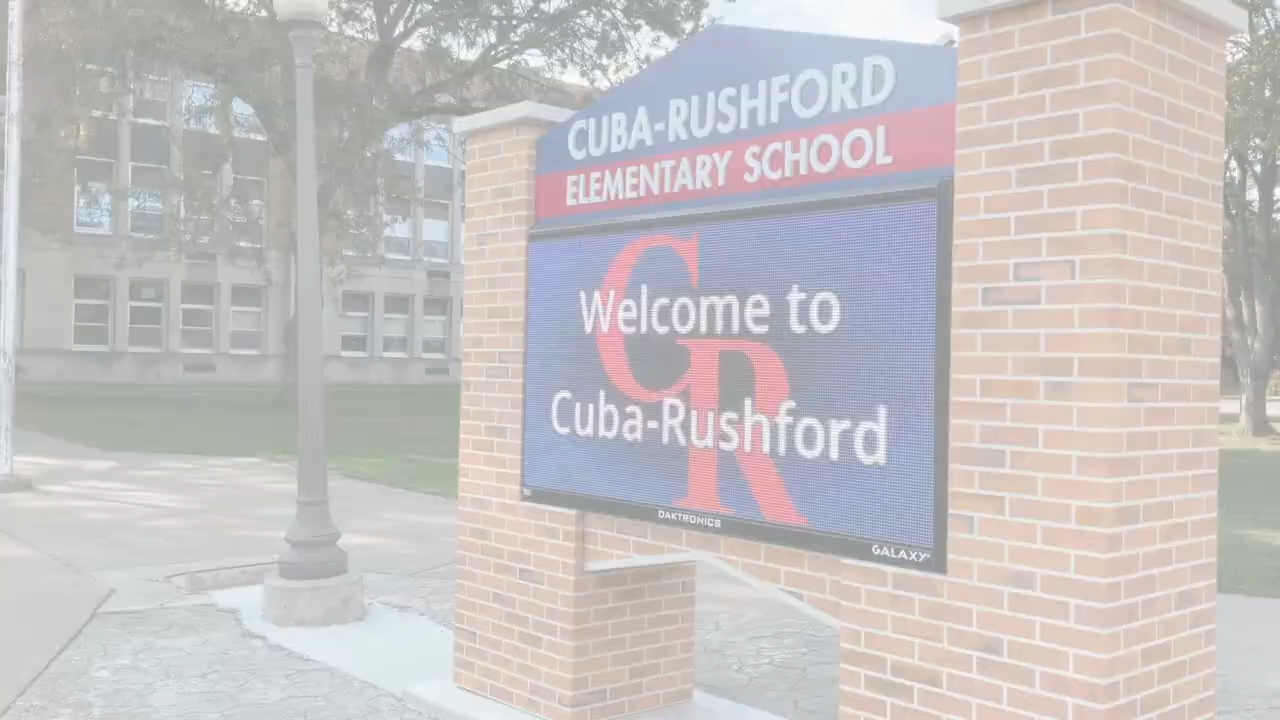 CUBA-RUSHFORD
ELEMENTARY SCHOOL
CR
Welcome to
Cuba-Rushford
DAKTRONICS
GALAXY®